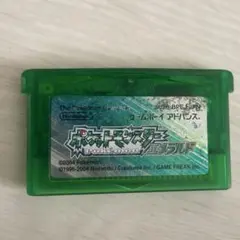 Nintendo
ゲームボーイ アドバンス
ポケットモンスター
エメラルド
©2004 Pokémon
©1995-2004 Nintendo / Creatures inc. / GAME FREAK inc.